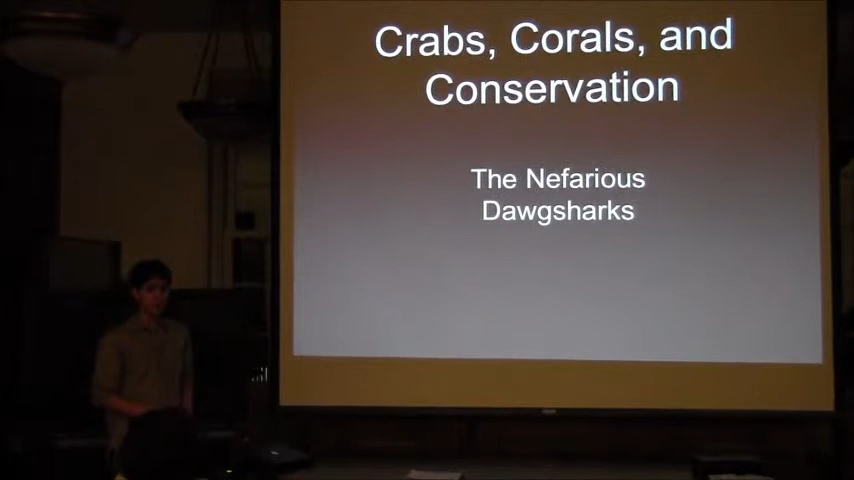 Crabs, Corals, and
Conservation
The Nefarious
Dawgsharks